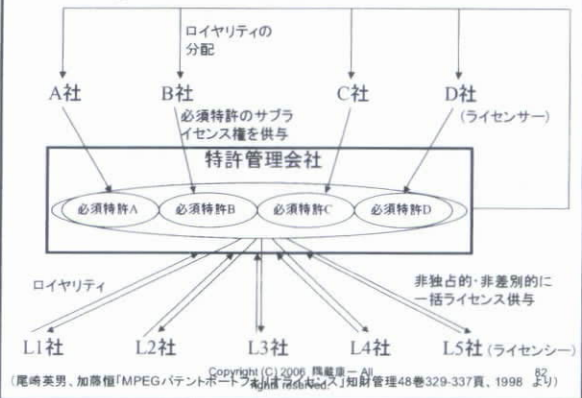 ロイヤリティの
分配
A社
B社
C社
D社
(ライセンサー)
必須特許のサブラ
イセンス権を供与
特許管理会社
必須特許A
必須特許B
必須特許C
必須特許D
ロイヤリティ
非独占的・非差別的に
一括ライセンス供与
L1社
L2社
L3社
L4社
L5社 (ライセンシー)
Copyright (C) 2006 隅藏康一 All
rights reserved.
82
(尾崎英男、加藤恒「MPEGパテントポートフォリオライセンス」知財管理48巻329-337頁、1998 より)